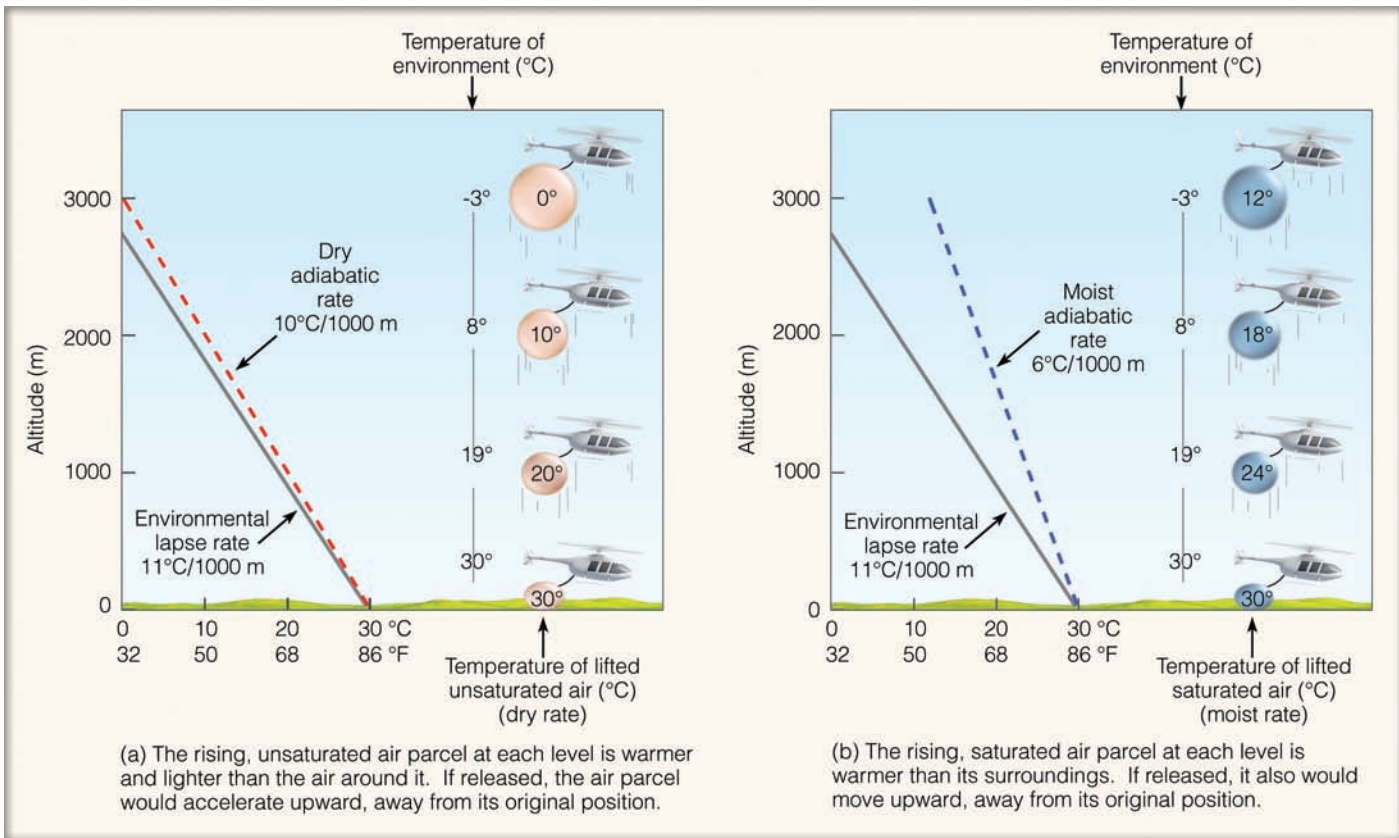 Temperature of
environment (°C)
3000
2000
1000
0
Altitude (m)
Dry
adiabatic
rate
10°C/1000 m
Environmental
lapse rate
11°C/1000 m
-3°
8°
19°
30°
0°
10°
20°
30°
0 10 20 30 °C
32 50 68 86 °F
Temperature of lifted
unsaturated air (°C)
(dry rate)
(a) The rising, unsaturated air parcel at each level is warmer
and lighter than the air around it. If released, the air parcel
would accelerate upward, away from its original position.
Temperature of
environment (°C)
3000
2000
1000
0
Altitude (m)
Moist
adiabatic
rate
6°C/1000 m
Environmental
lapse rate
11°C/1000 m
-3°
8°
19°
30°
12°
18°
24°
30°
0 10 20 30 °C
32 50 68 86 °F
Temperature of lifted
saturated air (°C)
(moist rate)
(b) The rising, saturated air parcel at each level is
warmer than its surroundings. If released, it also would
move upward, away from its original position.